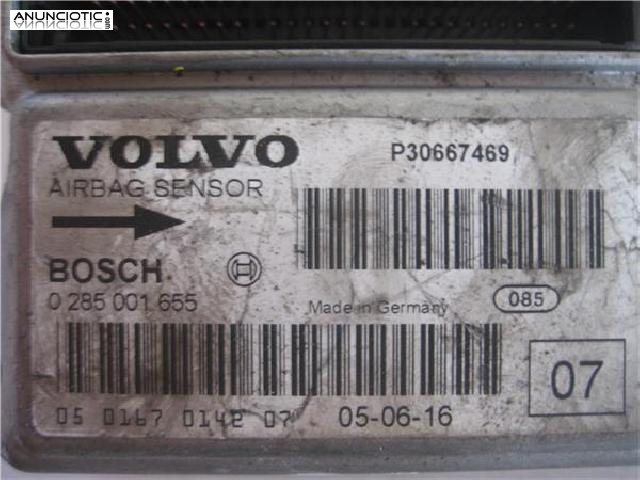 ANUNCIOTIC
.com
VOLVO
P30667469
AIRBAG SENSOR
BOSCH
0 285 001 655
Made in Germany
085
07
05 0167 0142 07
05-06-16